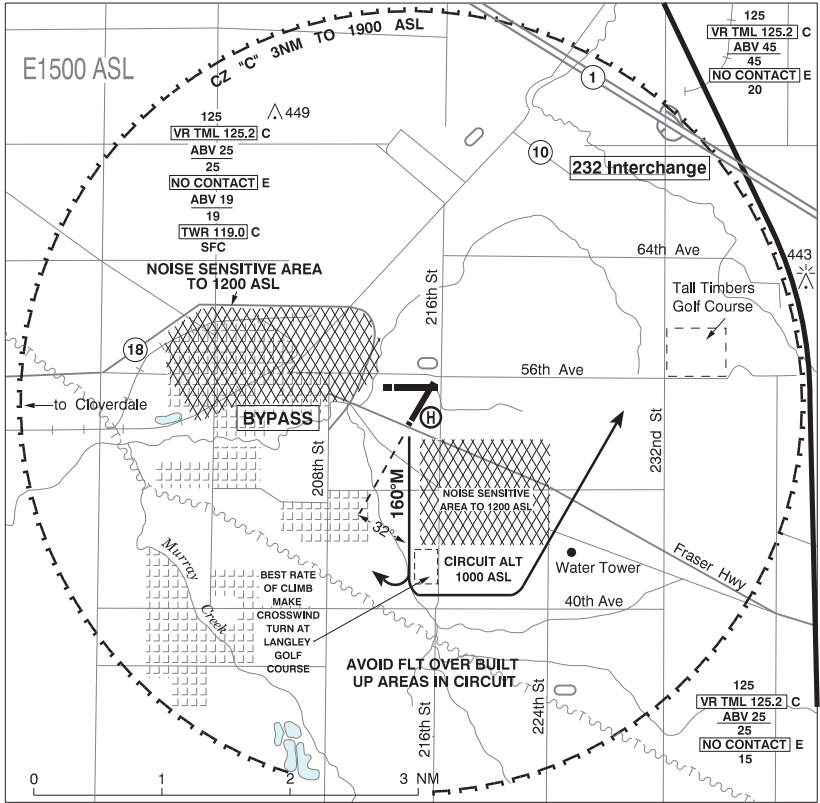 CZ "C" 3NM TO 1900 ASL
E1500 ASL
125
VR TML 125.2 C
ABV 45
45
NO CONTACT E
20
1
449
125
VR TML 125.2 C
ABV 25
25
NO CONTACT E
ABV 19
19
TWR 119.0 C
SFC
10
232 Interchange
NOISE SENSITIVE AREA
TO 1200 ASL
64th Ave
443
Tall Timbers
Golf Course
216th St
18
56th Ave
to Cloverdale
BYPASS
H
208th St
232nd St
160°M
NOISE SENSITIVE
AREA TO 1200 ASL
32°
Murray
Creek
BEST RATE
OF CLIMB
MAKE
CROSSWIND
TURN AT
LANGLEY
GOLF
COURSE
CIRCUIT ALT
1000 ASL
Water Tower
Fraser Hwy
40th Ave
AVOID FLT OVER BUILT
UP AREAS IN CIRCUIT
216th St
224th St
125
VR TML 125.2 C
ABV 25
25
NO CONTACT E
15
0 1 2 3 NM